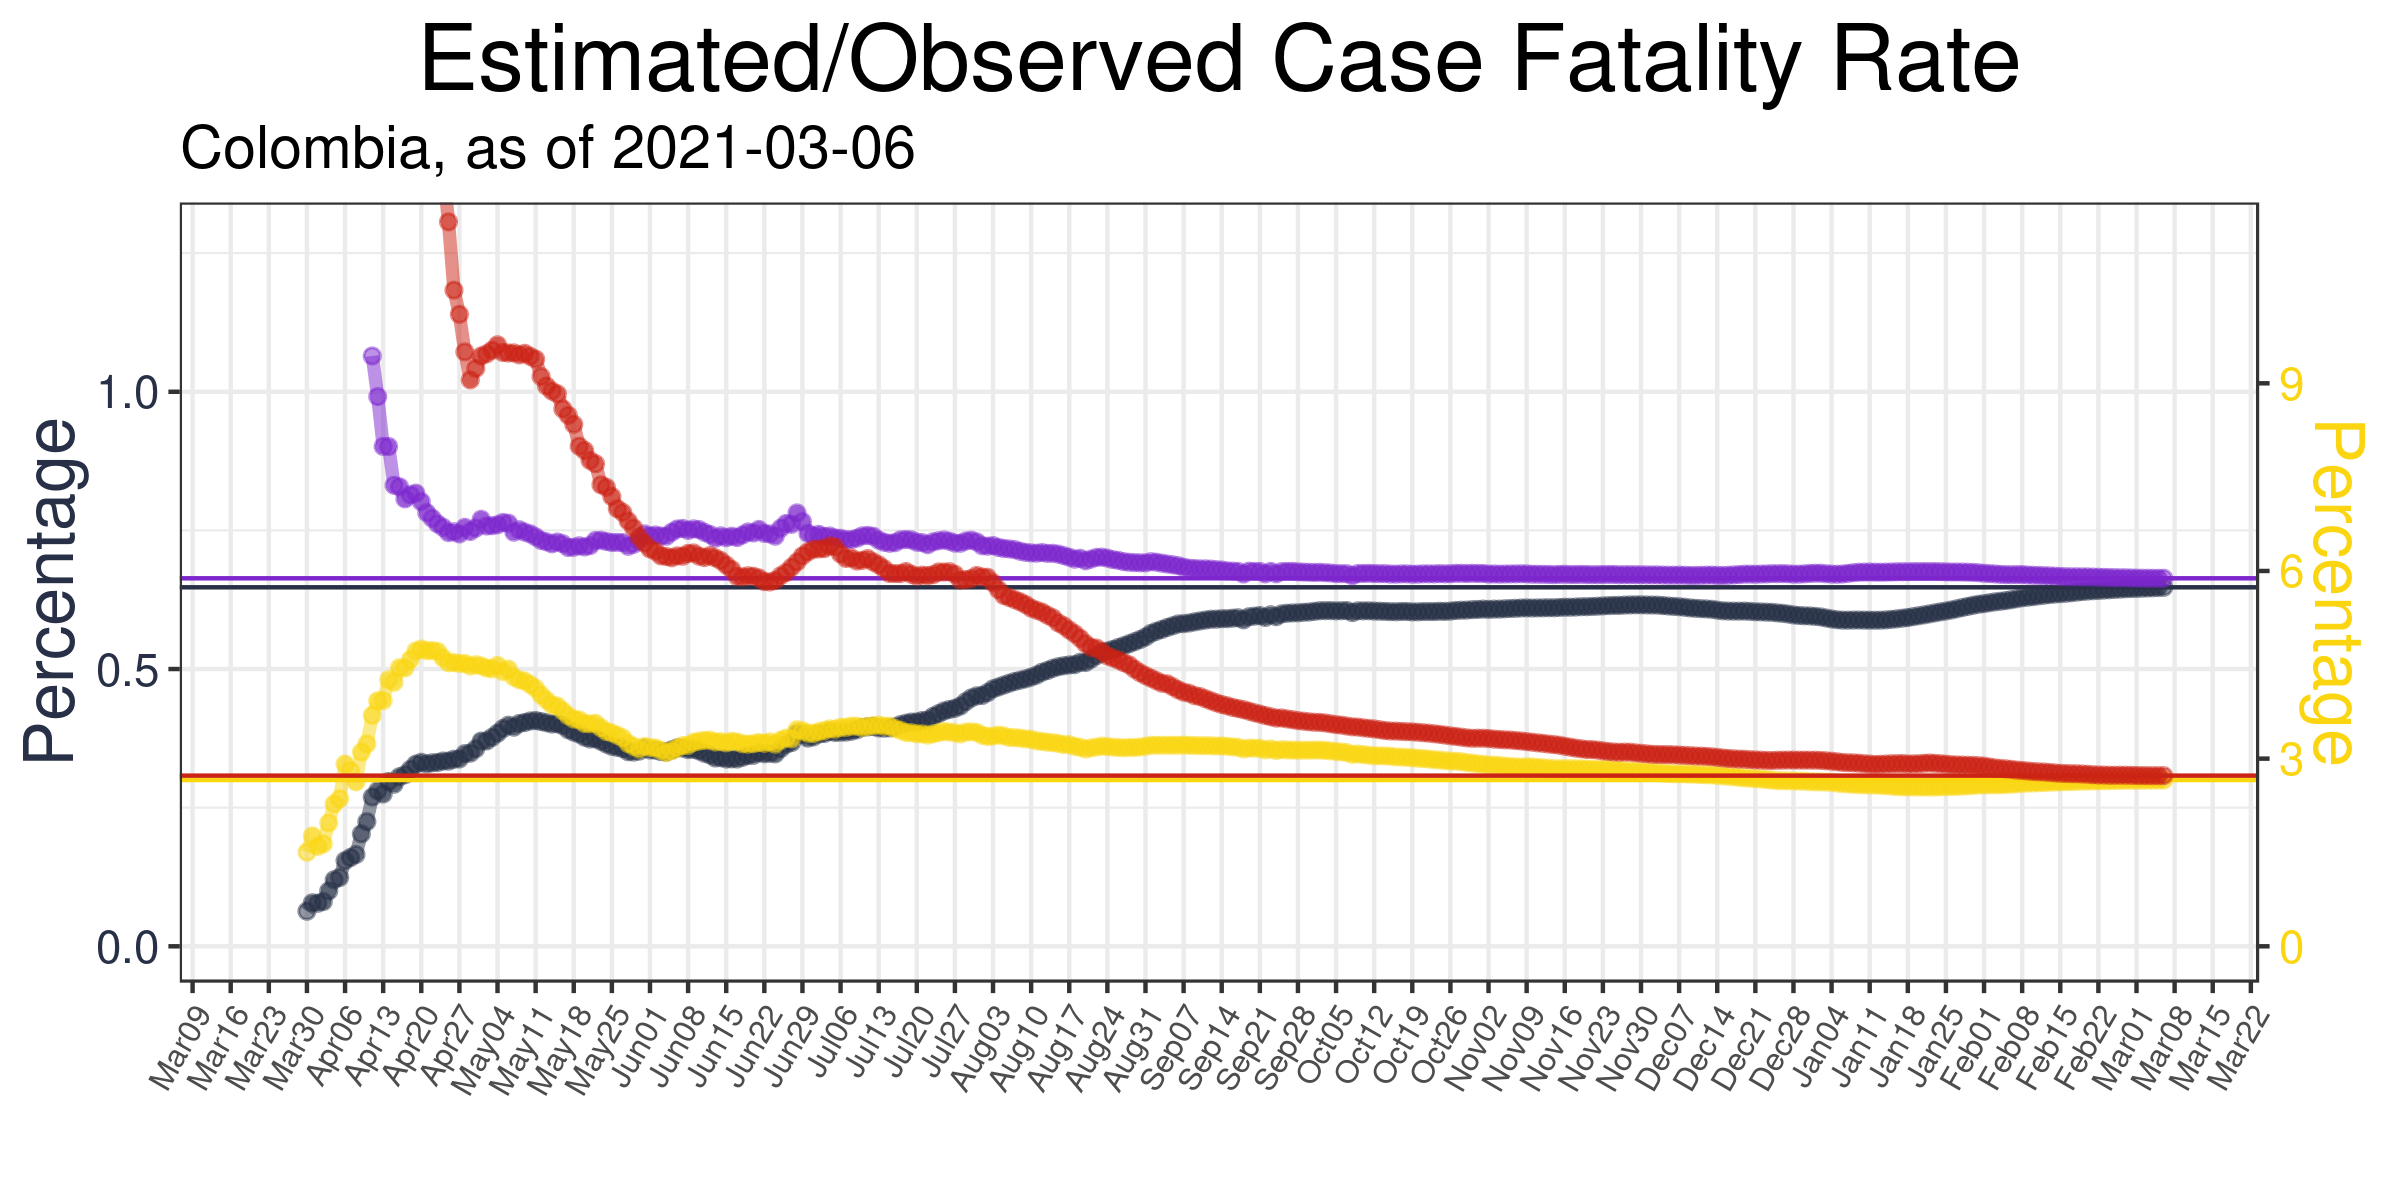 Estimated/Observed Case Fatality Rate
Colombia, as of 2021-03-06
Percentage
1.0
0.5
0.0
9
6
3
0
Percentage
Mar09 Mar16 Mar23 Mar30 Apr06 Apr13 Apr20 Apr27 May04 May11 May18 May25 Jun01 Jun08 Jun15 Jun22 Jun29 Jul06 Jul13 Jul20 Jul27 Aug03 Aug10 Aug17 Aug24 Aug31 Sep07 Sep14 Sep21 Sep28 Oct05 Oct12 Oct19 Oct26 Nov02 Nov09 Nov16 Nov23 Nov30 Dec07 Dec14 Dec21 Dec28 Jan04 Jan11 Jan18 Jan25 Feb01 Feb08 Feb15 Feb22 Mar01 Mar08 Mar15 Mar22